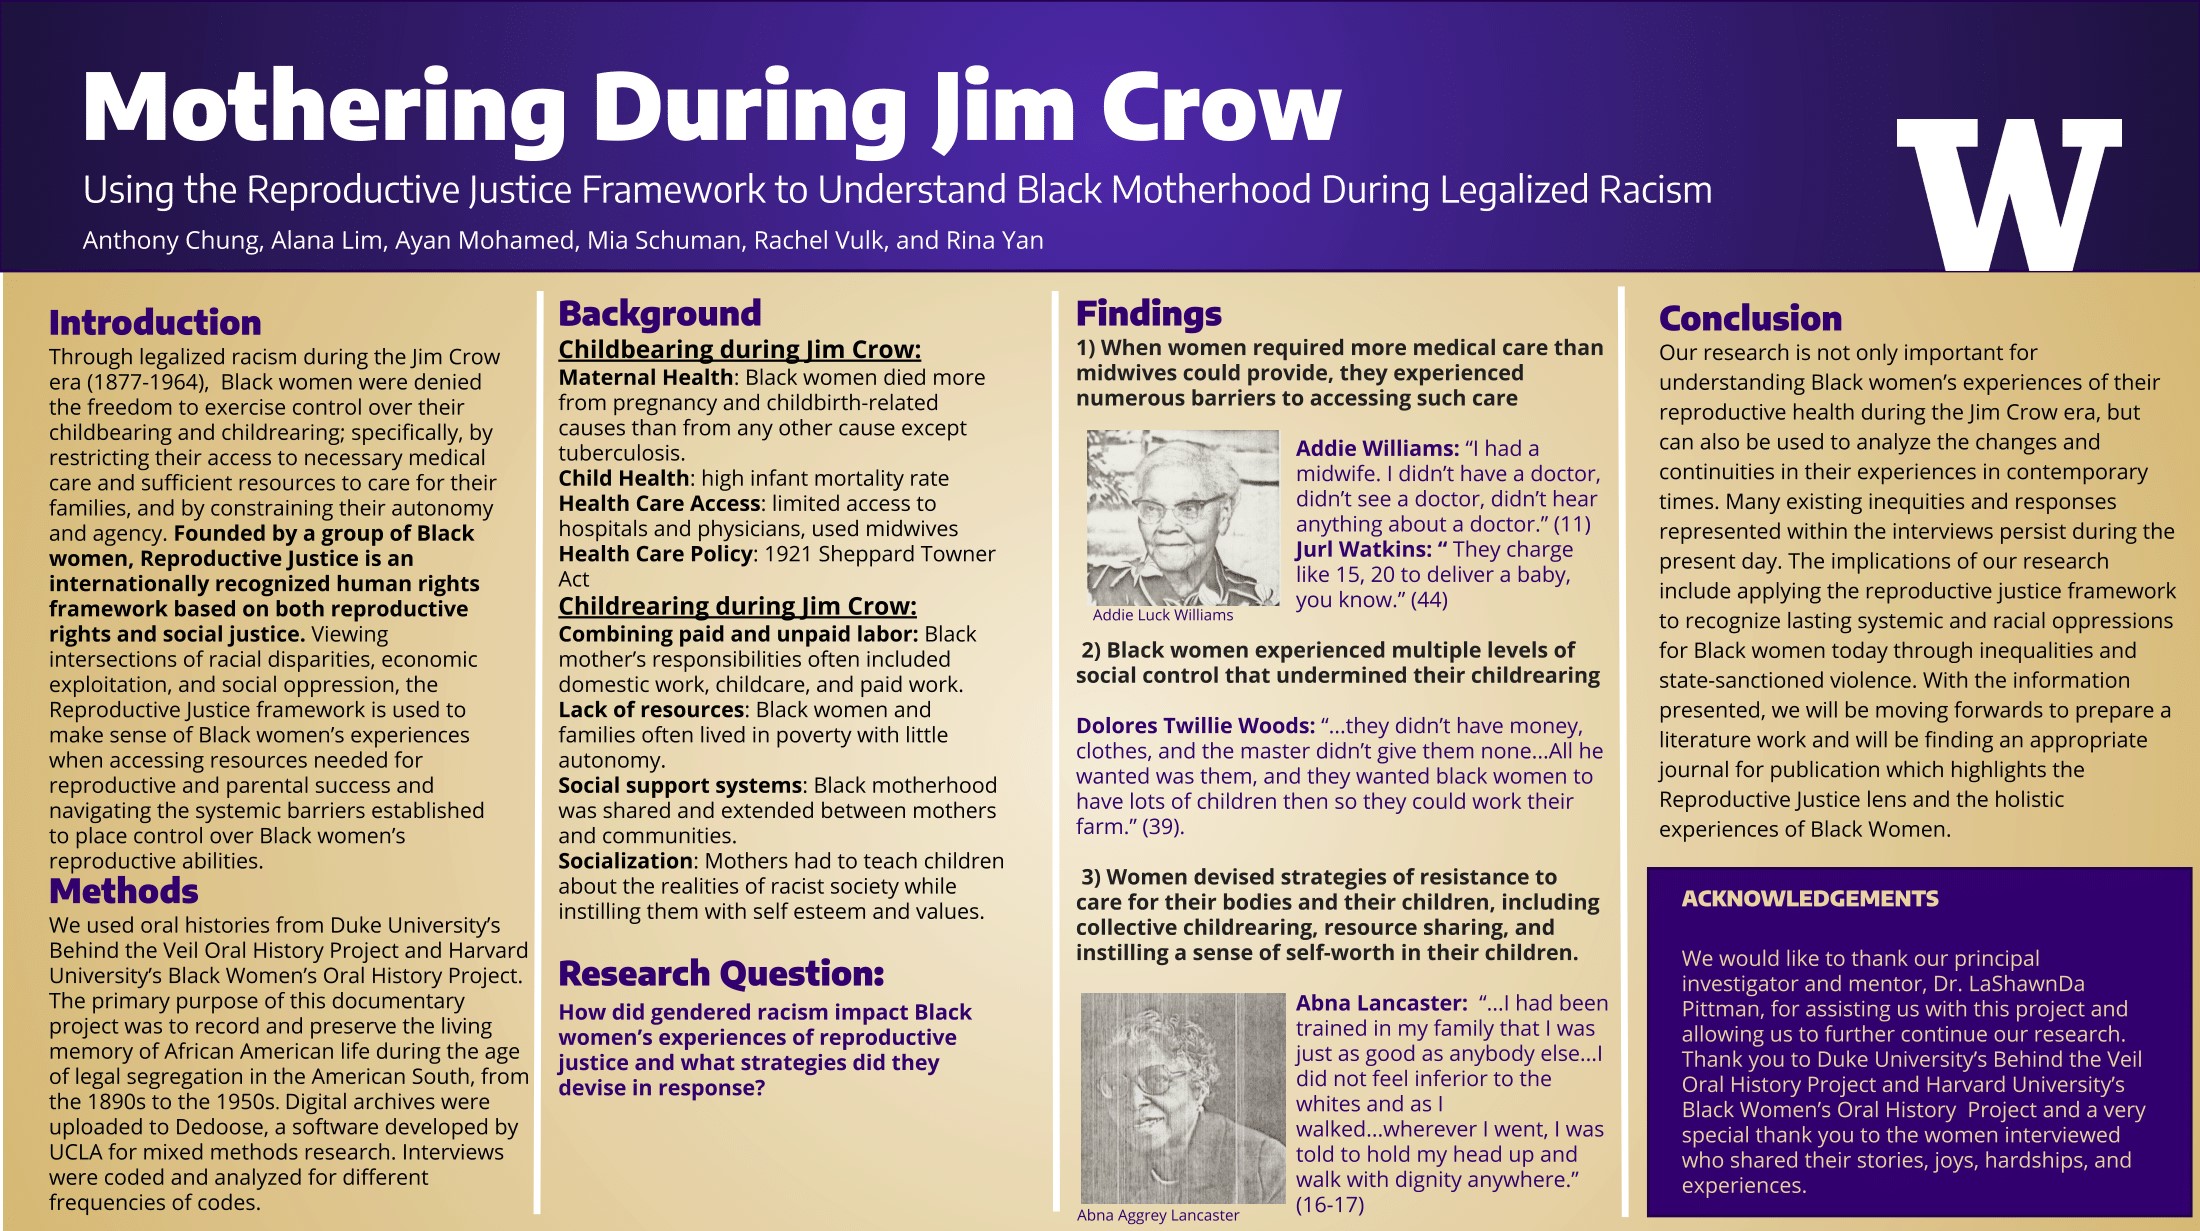 Mothering During Jim Crow
Using the Reproductive Justice Framework to Understand Black Motherhood During Legalized Racism
Anthony Chung, Alana Lim, Ayan Mohamed, Mia Schuman, Rachel Vulk, and Rina Yan
W
Introduction
Through legalized racism during the Jim Crow
era (1877-1964),  Black women were denied
the freedom to exercise control over their
childbearing and childrearing; specifically, by
restricting their access to necessary medical
care and sufficient resources to care for their
families, and by constraining their autonomy
and agency. Founded by a group of Black
women, Reproductive Justice is an
internationally recognized human rights
framework based on both reproductive
rights and social justice. Viewing
intersections of racial disparities, economic
exploitation, and social oppression, the
Reproductive Justice framework is used to
make sense of Black women’s experiences
when accessing resources needed for
reproductive and parental success and
navigating the systemic barriers established
to place control over Black women’s
reproductive abilities.
Methods
We used oral histories from Duke University’s
Behind the Veil Oral History Project and Harvard
University’s Black Women’s Oral History Project.
The primary purpose of this documentary
project was to record and preserve the living
memory of African American life during the age
of legal segregation in the American South, from
the 1890s to the 1950s. Digital archives were
uploaded to Dedoose, a software developed by
UCLA for mixed methods research. Interviews
were coded and analyzed for different
frequencies of codes.
Background
Childbearing during Jim Crow:
Maternal Health: Black women died more
from pregnancy and childbirth-related
causes than from any other cause except
tuberculosis.
Child Health: high infant mortality rate
Health Care Access: limited access to
hospitals and physicians, used midwives
Health Care Policy: 1921 Sheppard Towner
Act
Childrearing during Jim Crow:
Combining paid and unpaid labor: Black
mother’s responsibilities often included
domestic work, childcare, and paid work.
Lack of resources: Black women and
families often lived in poverty with little
autonomy.
Social support systems: Black motherhood
was shared and extended between mothers
and communities.
Socialization: Mothers had to teach children
about the realities of racist society while
instilling them with self esteem and values.
Research Question:
How did gendered racism impact Black
women’s experiences of reproductive
justice and what strategies did they
devise in response?
Findings
1) When women required more medical care than
midwives could provide, they experienced
numerous barriers to accessing such care
Addie Williams: “I had a
midwife. I didn’t have a doctor,
didn’t see a doctor, didn’t hear
anything about a doctor.” (11)
Jurl Watkins: “ They charge
like 15, 20 to deliver a baby,
you know.” (44)
Addie Luck Williams
2) Black women experienced multiple levels of
social control that undermined their childrearing
Dolores Twillie Woods: “…they didn’t have money,
clothes, and the master didn’t give them none…All he
wanted was them, and they wanted black women to
have lots of children then so they could work their
farm.” (39).
3) Women devised strategies of resistance to
care for their bodies and their children, including
collective childrearing, resource sharing, and
instilling a sense of self-worth in their children.
Abna Lancaster:  “…I had been
trained in my family that I was
just as good as anybody else…I
did not feel inferior to the
whites and as I
walked…wherever I went, I was
told to hold my head up and
walk with dignity anywhere.”
(16-17)
Abna Aggrey Lancaster
Conclusion
Our research is not only important for
understanding Black women’s experiences of their
reproductive health during the Jim Crow era, but
can also be used to analyze the changes and
continuities in their experiences in contemporary
times. Many existing inequities and responses
represented within the interviews persist during the
present day. The implications of our research
include applying the reproductive justice framework
to recognize lasting systemic and racial oppressions
for Black women today through inequalities and
state-sanctioned violence. With the information
presented, we will be moving forwards to prepare a
literature work and will be finding an appropriate
journal for publication which highlights the
Reproductive Justice lens and the holistic
experiences of Black Women.
ACKNOWLEDGEMENTS
We would like to thank our principal
investigator and mentor, Dr. LaShawnDa
Pittman, for assisting us with this project and
allowing us to further continue our research.
Thank you to Duke University’s Behind the Veil
Oral History Project and Harvard University’s
Black Women’s Oral History  Project and a very
special thank you to the women interviewed
who shared their stories, joys, hardships, and
experiences.